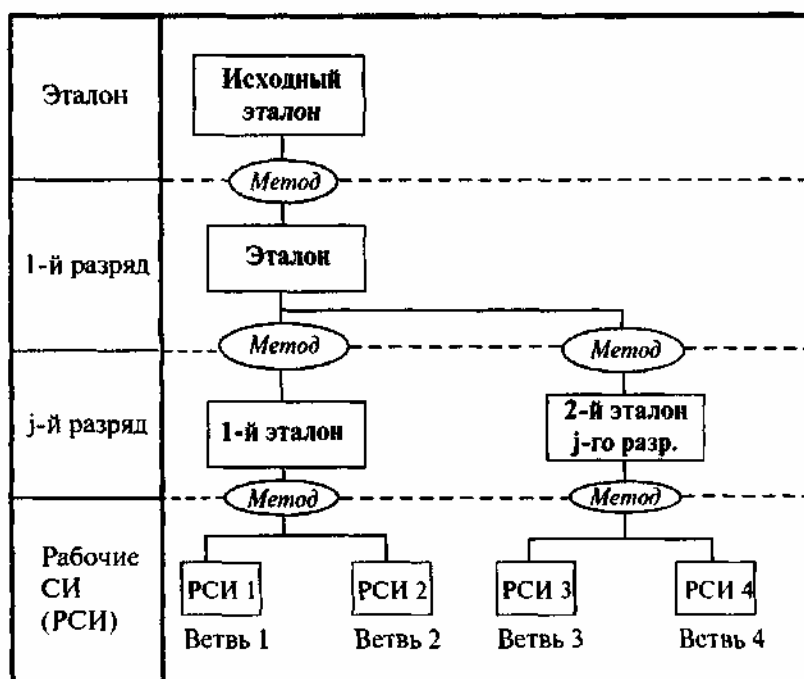 Эталон
Исходный
эталон
Метод
1-й разряд
Эталон
Метод
Метод
j-й разряд
1-й эталон
2-й эталон
j-го разр.
Метод
Метод
Рабочие
СИ
(РСИ)
РСИ 1
РСИ 2
РСИ 3
РСИ 4
Ветвь 1
Ветвь 2
Ветвь 3
Ветвь 4